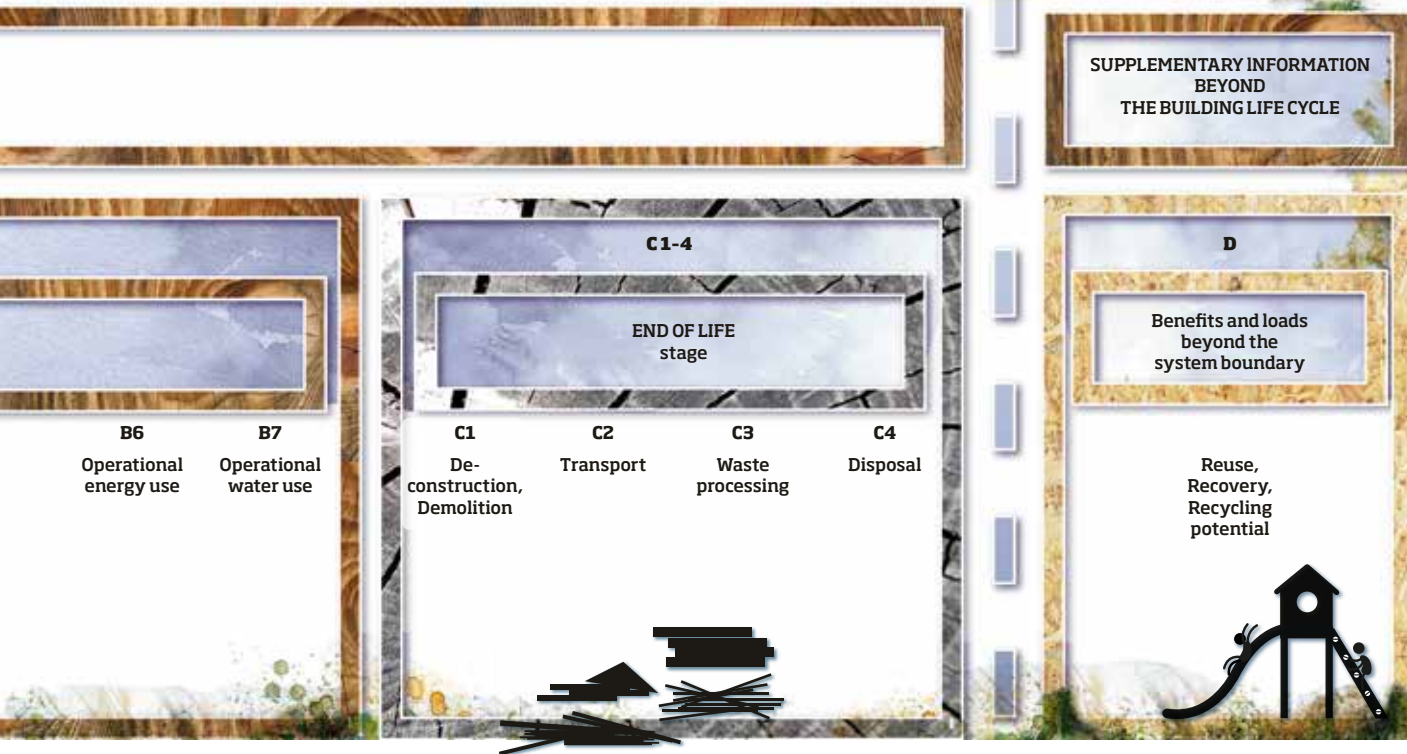 SUPPLEMENTARY INFORMATION
BEYOND
THE BUILDING LIFE CYCLE
C1-4
END OF LIFE
stage
D
Benefits and loads
beyond the
system boundary
B6
Operational
energy use
B7
Operational
water use
C1
De-
construction,
Demolition
C2
Transport
C3
Waste
processing
C4
Disposal
Reuse,
Recovery,
Recycling
potential